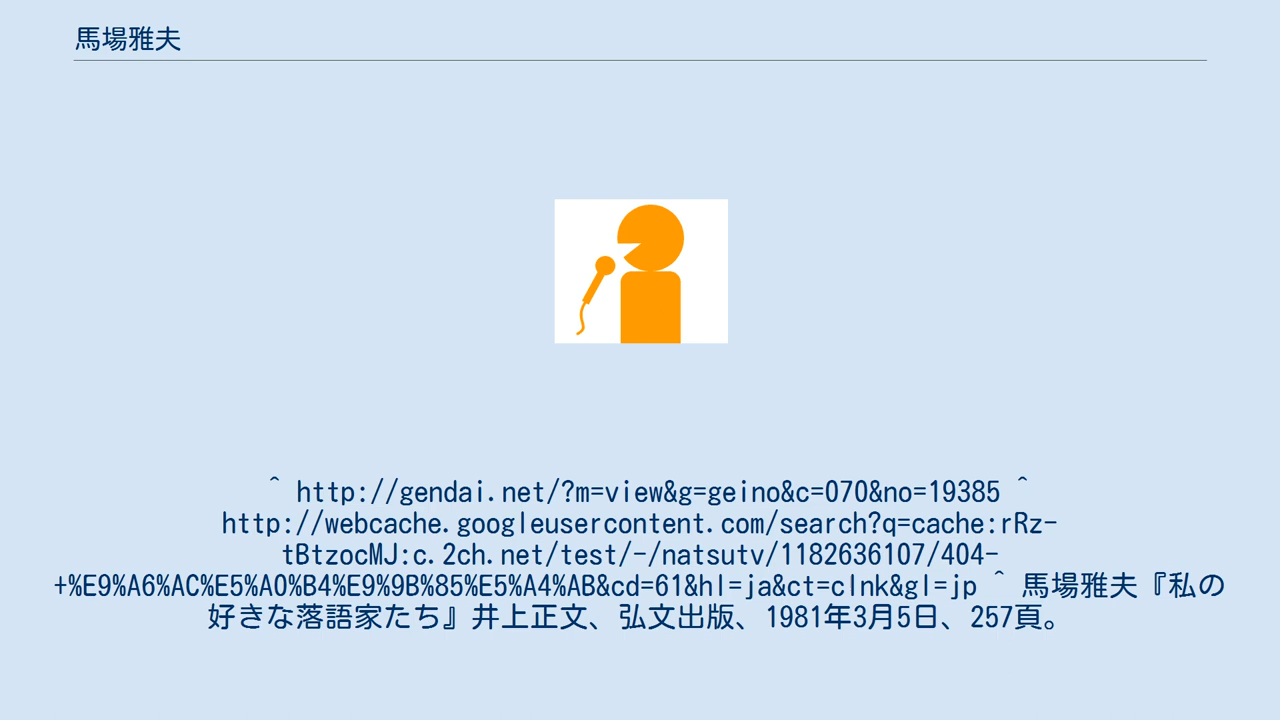 馬場雅夫
^ http://gendai.net/?m=view&g=geino&c=070&no=19385 ^
http://webcache.googleusercontent.com/search?q=cache:rRz-
tBtzocMJ:c.2ch.net/test/-/natsutv/1182636107/404-
+%E9%A6%AC%E5%A0%B4%E9%9B%85%E5%A4%AB&cd=61&hl=ja&ct=clnk&gl=jp ^ 馬場雅夫『私の
好きな落語家たち』井上正文、弘文出版、1981年3月5日、257頁。